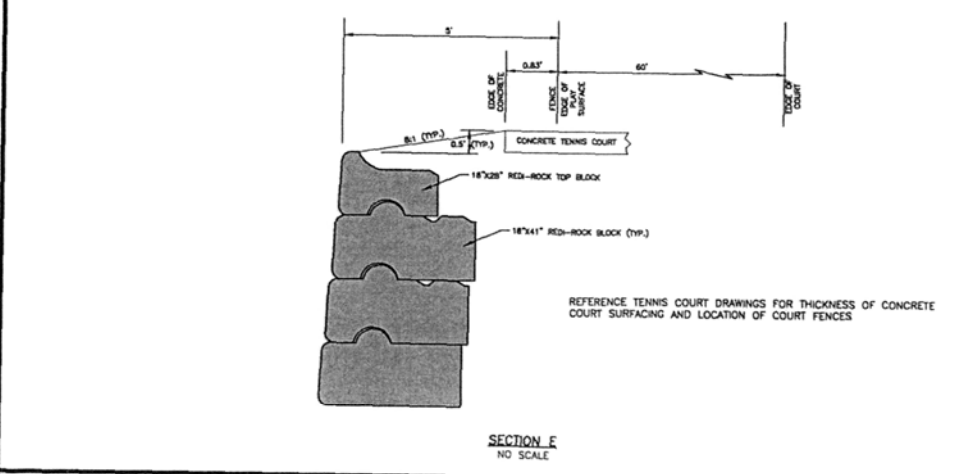 5'
0.83'
60'
EDGE OF
CONCRETE
FENCE
EDGE OF
PLAY
SURFACE
EDGE OF
COURT
8:1 (TYP.)
0.5' (TYP.)
CONCRETE TENNIS COURT
18"X28" REDI-ROCK TOP BLOCK
18"X41" REDI-ROCK BLOCK (TYP.)
REFERENCE TENNIS COURT DRAWINGS FOR THICKNESS OF CONCRETE
COURT SURFACING AND LOCATION OF COURT FENCES
SECTION E
NO SCALE